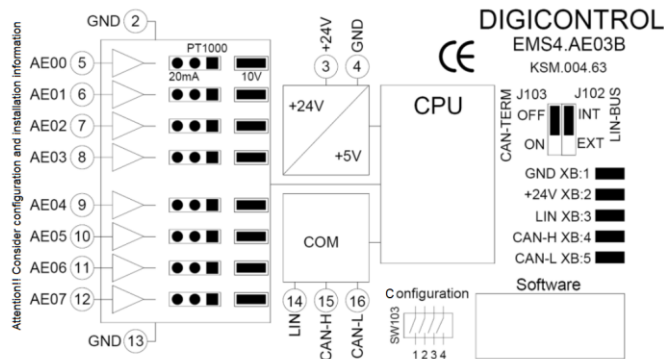 DIGICONTROL
EMS4.AE03B
KSM.004.63
CE
Attention!! Consider configuration and installation information
GND 2
PT1000
20mA 10V
AE00 5
AE01 6
AE02 7
AE03 8
AE04 9
AE05 10
AE06 11
AE07 12
GND 13
+24V
3
GND
4
+24V
+5V
CPU
COM
14
LIN
15
CAN-H
16
CAN-L
J103 J102
CAN-TERM
OFF INT
ON EXT
LIN-BUS
GND XB:1
+24V XB:2
LIN XB:3
CAN-H XB:4
CAN-L XB:5
Configuration
SW103
1 2 3 4
Software